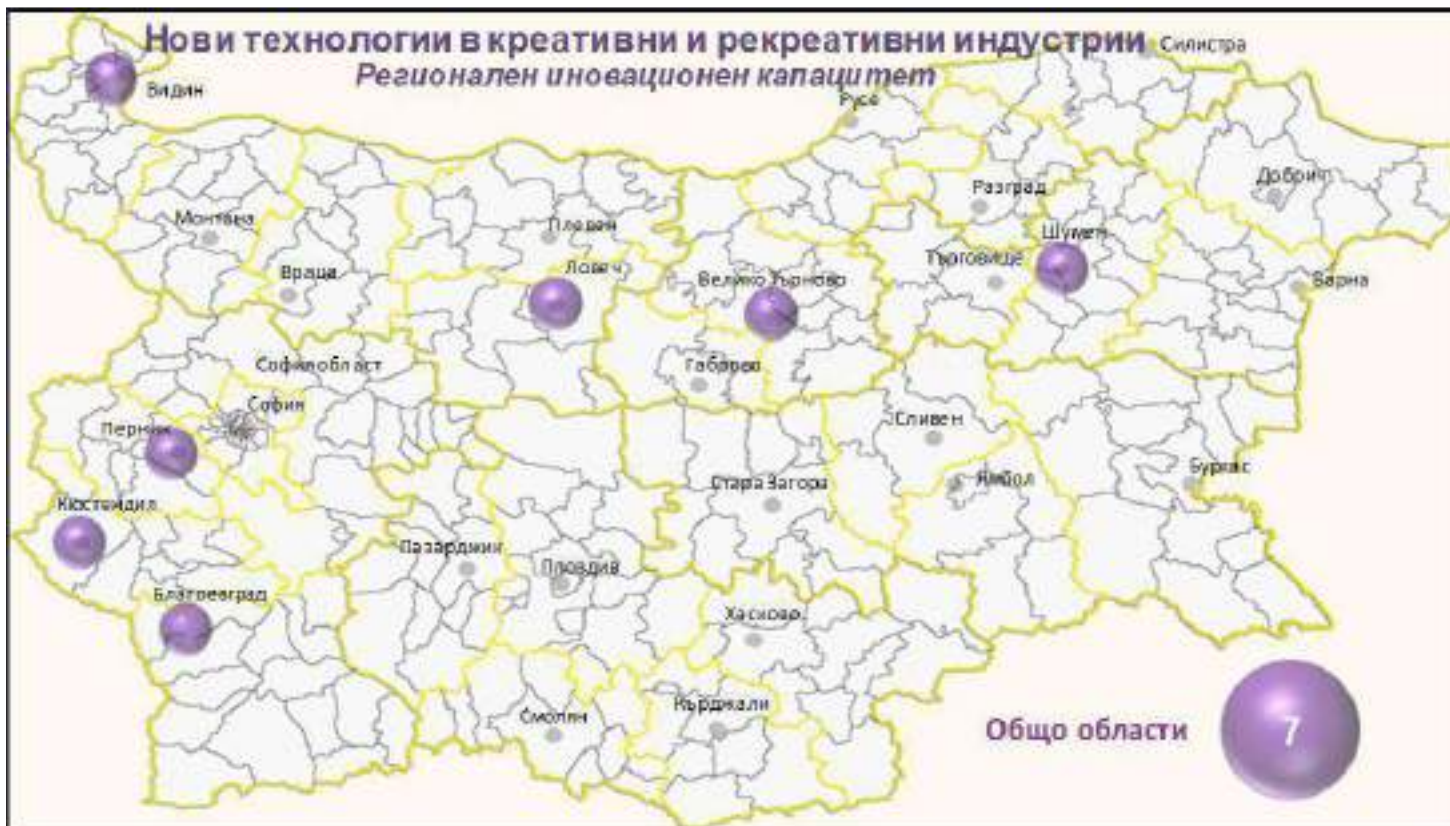 Нови технологии в креативни и рекреативни индустрии
Регионален иновационен капацитет
Силистра
Видин
Русе
Добрич
Разград
Монтана
Плевен
Шумен
Търговище
Ловеч
Враца
Велико Търново
Варна
София област
Габрово
София
Перник
Сливен
Бургас
Ямбол
Стара Загора
Кюстендил
Пазарджик
Пловдив
Благоевград
Хасково
Смолян
Кърджали
Общо области
7